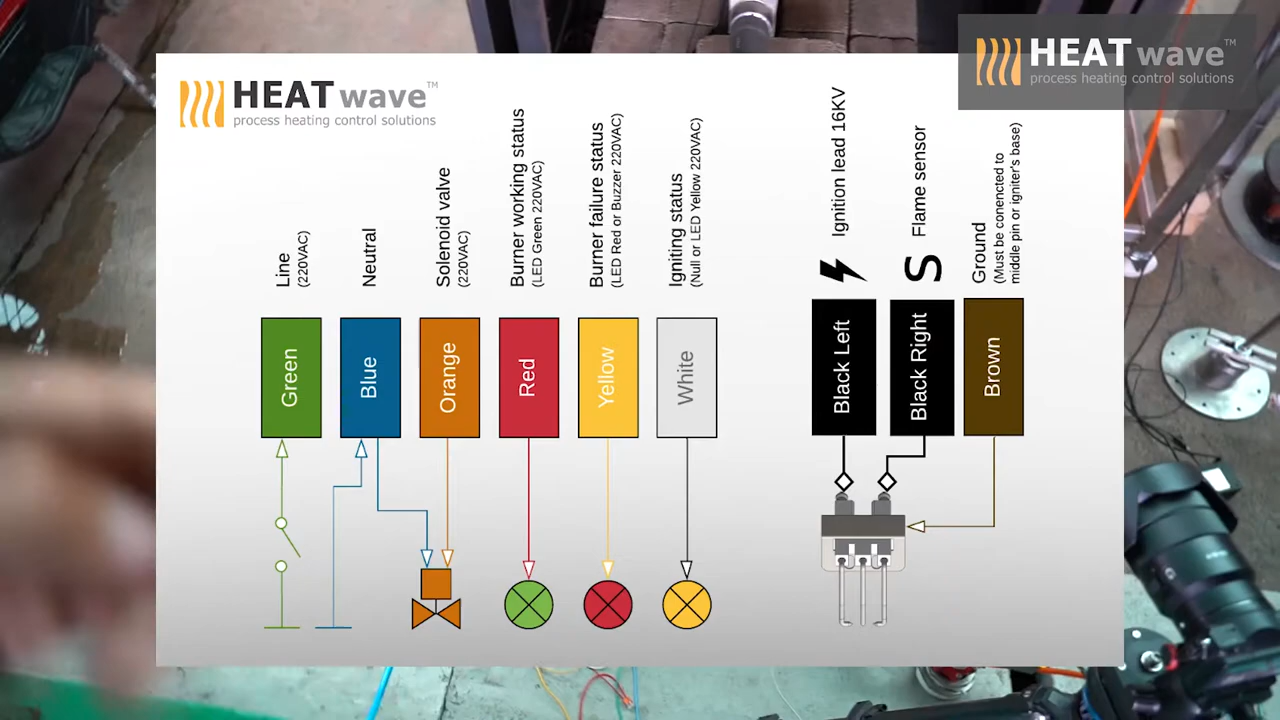 HEAT wave™
process heating control solutions
HEAT wave™
process heating control solutions
Line
(220VAC)
Neutral
Solenoid valve
(220VAC)
Burner working status
(LED Green 220VAC)
Burner failure status
(LED Red or Buzzer 220VAC)
Igniting status
(Null or LED Yellow 220VAC)
Ignition lead 16KV
S Flame sensor
Ground
(Must be conencted to
middle pin or igniter's base)
Green
Blue
Orange
Red
Yellow
White
Black Left
Black Right
Brown